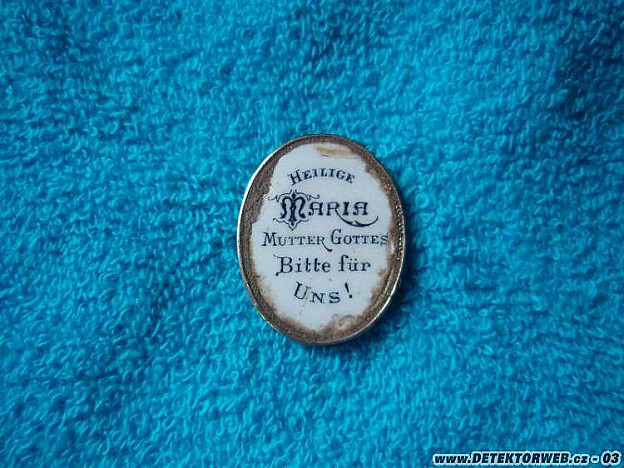 HEILIGE
MARIA
MUTTER GOTTES
Bitte für
UNS!
www.DETEKTORWEB.cz - 03